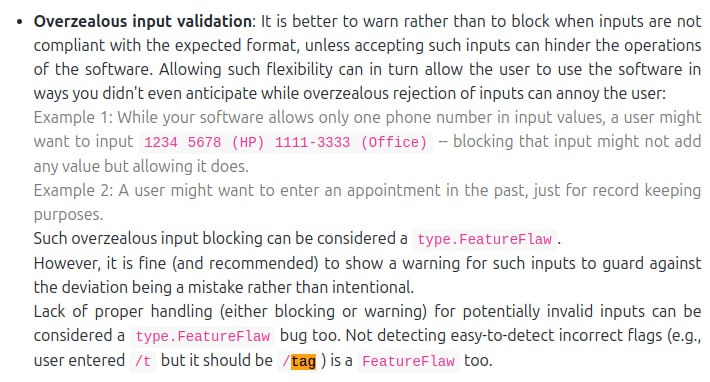 • Overzealous input validation: It is better to warn rather than to block when inputs are not
compliant with the expected format, unless accepting such inputs can hinder the operations
of the software. Allowing such flexibility can in turn allow the user to use the software in
ways you didn't even anticipate while overzealous rejection of inputs can annoy the user:
Example 1: While your software allows only one phone number in input values, a user might
want to input 1234 5678 (HP) 1111-3333 (Office) -- blocking that input might not add
any value but allowing it does.
Example 2: A user might want to enter an appointment in the past, just for record keeping
purposes.
Such overzealous input blocking can be considered a type.FeatureFlaw .
However, it is fine (and recommended) to show a warning for such inputs to guard against
the deviation being a mistake rather than intentional.
Lack of proper handling (either blocking or warning) for potentially invalid inputs can be
considered a type.FeatureFlaw bug too. Not detecting easy-to-detect incorrect flags (e.g.,
user entered /t but it should be /tag ) is a FeatureFlaw too.